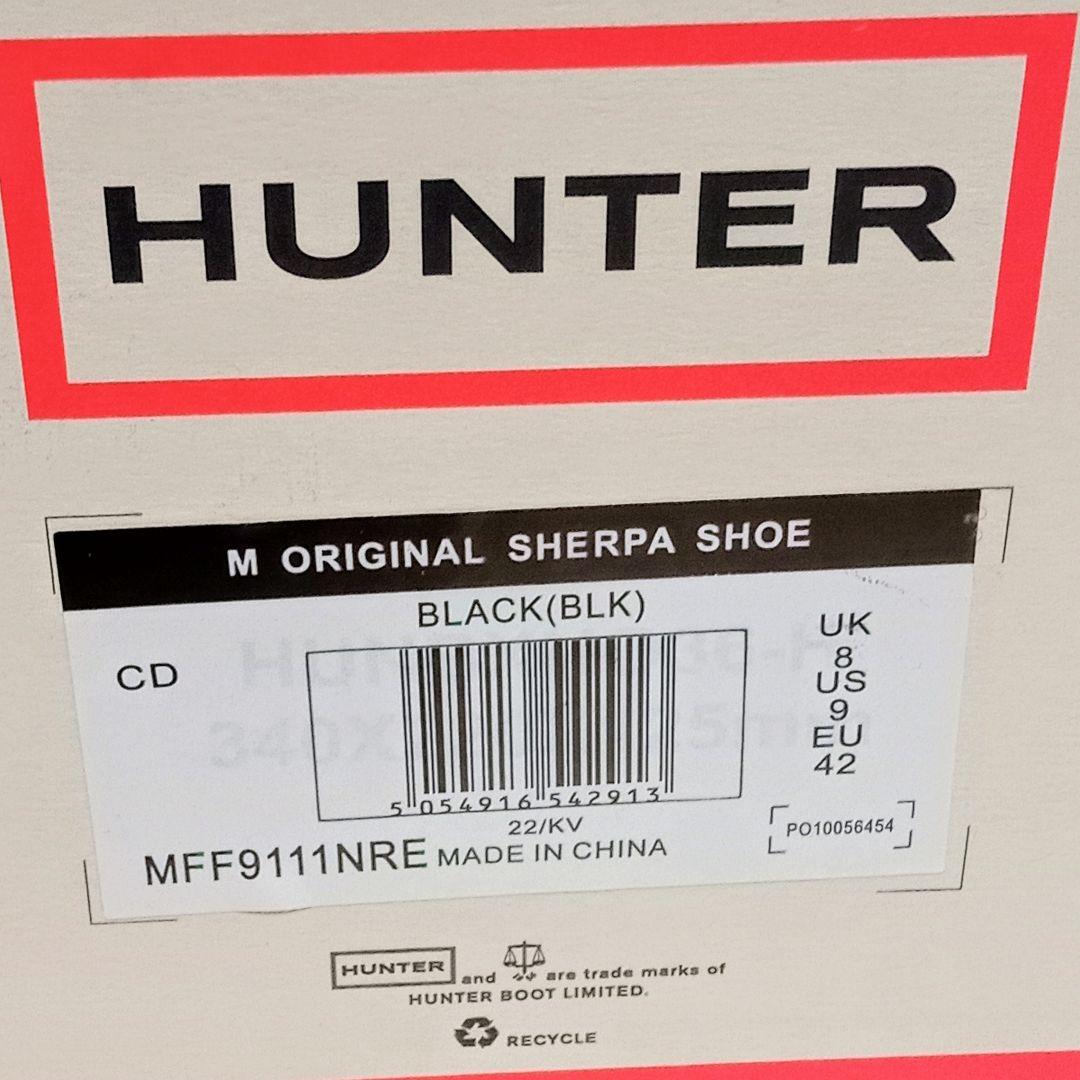 HUNTER
M ORIGINAL SHERPA SHOE
BLACK(BLK)
CD
UK
8
US
9
EU
42
5 054916 542913
22/KV
PO10056454
MFF9111NRE MADE IN CHINA
HUNTER and are trade marks of
HUNTER BOOT LIMITED.
RECYCLE